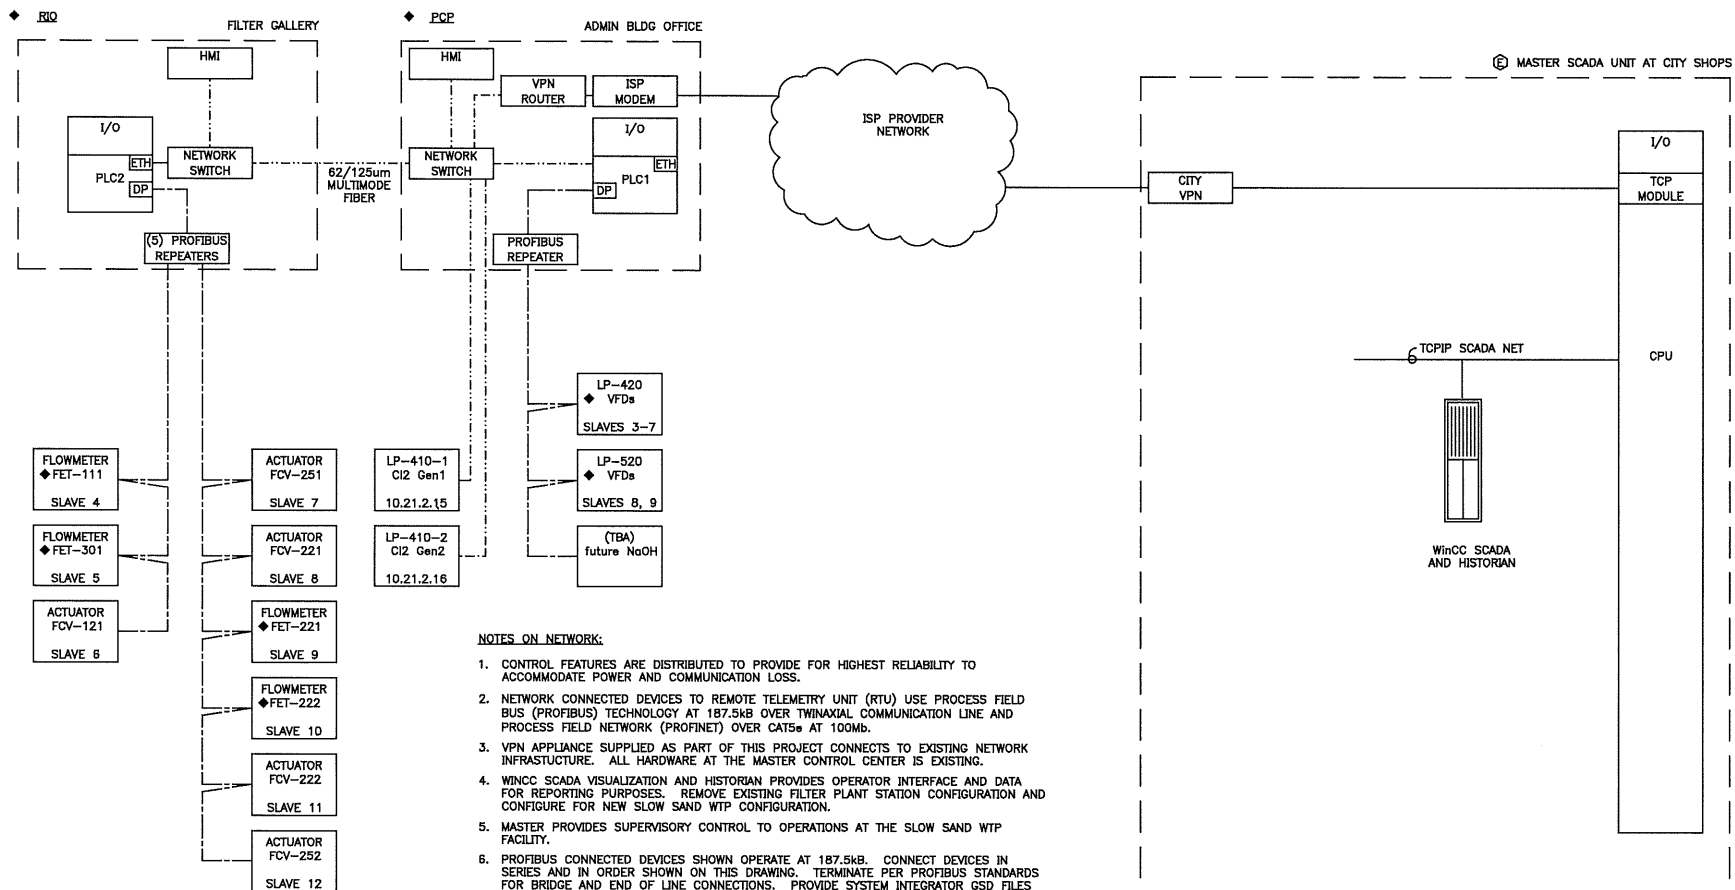 ◆ RIO
FILTER GALLERY
HMI
I/O
ETH
PLC2
DP
NETWORK
SWITCH
(5) PROFIBUS
REPEATERS
62/125um
MULTIMODE
FIBER
◆ PCP
ADMIN BLDG OFFICE
HMI
VPN
ROUTER
ISP
MODEM
NETWORK
SWITCH
I/O
ETH
PLC1
DP
PROFIBUS
REPEATER
ISP PROVIDER
NETWORK
Ⓔ MASTER SCADA UNIT AT CITY SHOPS
CITY
VPN
I/O
TCP
MODULE
CPU
TCPIP SCADA NET
WinCC SCADA
AND HISTORIAN
FLOWMETER
◆ FET-111
SLAVE 4
FLOWMETER
◆ FET-301
SLAVE 5
ACTUATOR
FCV-121
SLAVE 6
ACTUATOR
FCV-251
SLAVE 7
ACTUATOR
FCV-221
SLAVE 8
FLOWMETER
◆ FET-221
SLAVE 9
FLOWMETER
◆ FET-222
SLAVE 10
ACTUATOR
FCV-222
SLAVE 11
ACTUATOR
FCV-252
SLAVE 12
LP-410-1
Cl2 Gen1
10.21.2.15
LP-410-2
Cl2 Gen2
10.21.2.16
LP-420
◆ VFDs
SLAVES 3-7
LP-520
◆ VFDs
SLAVES 8, 9
(TBA)
future NaOH
NOTES ON NETWORK:
1. CONTROL FEATURES ARE DISTRIBUTED TO PROVIDE FOR HIGHEST RELIABILITY TO
ACCOMMODATE POWER AND COMMUNICATION LOSS.
2. NETWORK CONNECTED DEVICES TO REMOTE TELEMETRY UNIT (RTU) USE PROCESS FIELD
BUS (PROFIBUS) TECHNOLOGY AT 187.5kB OVER TWINAXIAL COMMUNICATION LINE AND
PROCESS FIELD NETWORK (PROFINET) OVER CAT5e AT 100Mb.
3. VPN APPLIANCE SUPPLIED AS PART OF THIS PROJECT CONNECTS TO EXISTING NETWORK
INFRASTUCTURE. ALL HARDWARE AT THE MASTER CONTROL CENTER IS EXISTING.
4. WINCC SCADA VISUALIZATION AND HISTORIAN PROVIDES OPERATOR INTERFACE AND DATA
FOR REPORTING PURPOSES. REMOVE EXISTING FILTER PLANT STATION CONFIGURATION AND
CONFIGURE FOR NEW SLOW SAND WTP CONFIGURATION.
5. MASTER PROVIDES SUPERVISORY CONTROL TO OPERATIONS AT THE SLOW SAND WTP
FACILITY.
6. PROFIBUS CONNECTED DEVICES SHOWN OPERATE AT 187.5kB. CONNECT DEVICES IN
SERIES AND IN ORDER SHOWN ON THIS DRAWING. TERMINATE PER PROFIBUS STANDARDS
FOR BRIDGE AND END OF LINE CONNECTIONS. PROVIDE SYSTEM INTEGRATOR GSD FILES